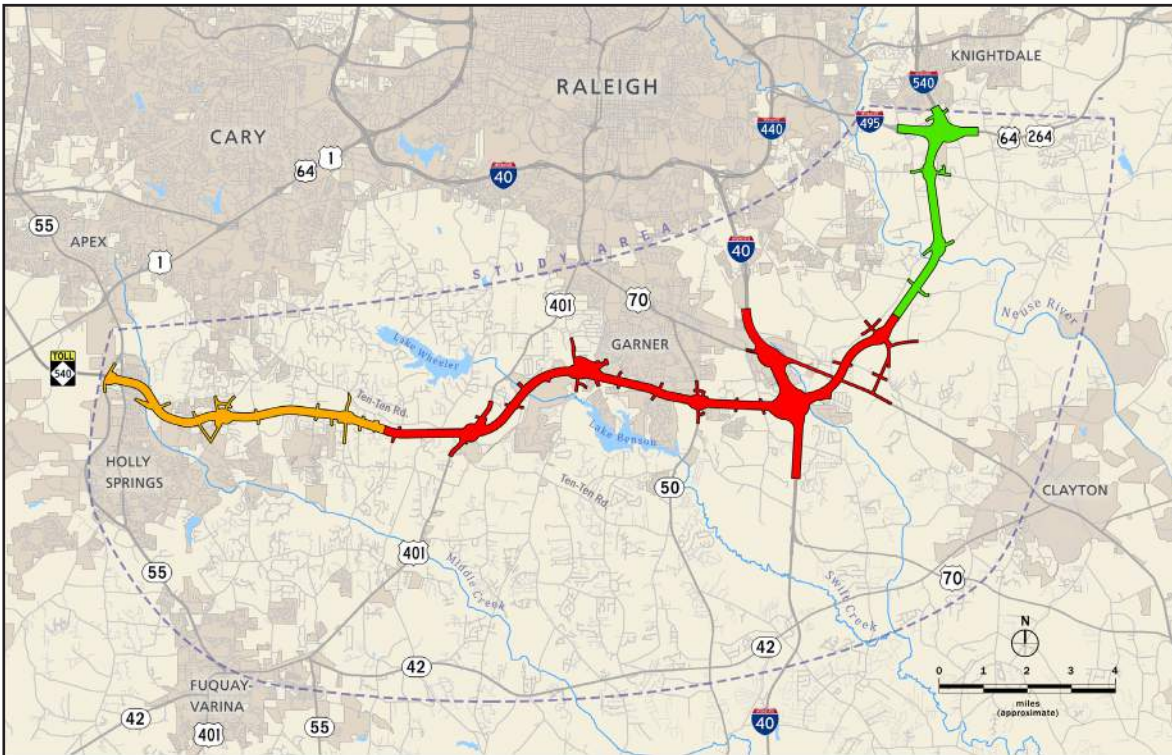 KNIGHTDALE
RALEIGH
540
CARY
440
495
64
264
1
64
40
55
APEX
1
STUDY AREA
40
401
70
Neuse River
GARNER
Lake Wheeler
TOLL
540
Ten-Ten Rd.
Lake Benson
HOLLY
SPRINGS
Ten-Ten Rd.
50
CLAYTON
401
55
Middle Creek
Swift Creek
70
N
42
42
0 1 2 3 4
miles
(approximate)
FUQUAY-
VARINA
42
401
55
40